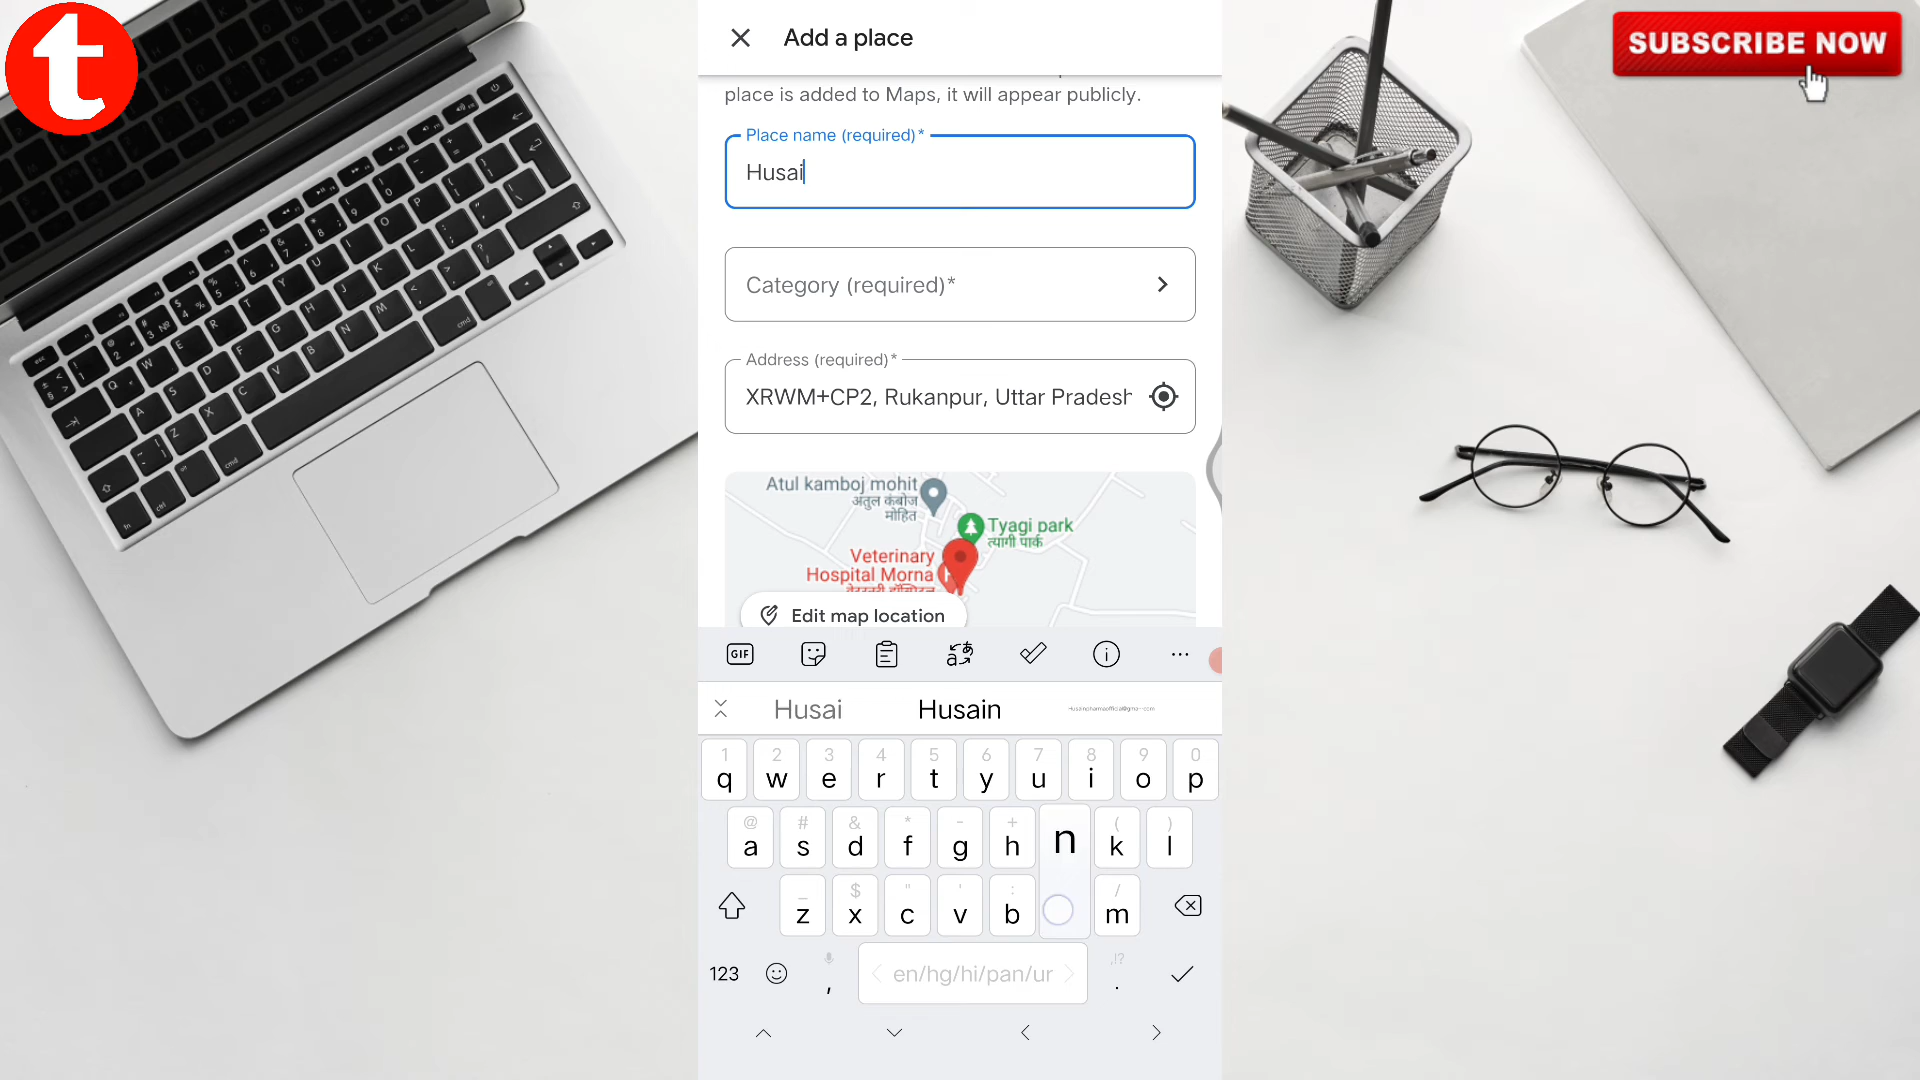 t
SUBSCRIBE NOW
Add a place
place is added to Maps, it will appear publicly.
Place name (required)*
Husai
Category (required)*
Address (required)*
XRWM+CP2, Rukanpur, Uttar Pradesh
Atul kamboj mohit
अतुल कंबोज
मोहित
Tyagi park
त्यागी पार्क
Veterinary
Hospital Morna
H
Edit map location
GIF
Husai Husain
1 2 3 4 5 6 7 8 9 0
q w e r t y u i o p
@ # & * - + ( )
a s d f g h n k l
_ $ " ' : /
z x c v b m
,!?
123 , en/hg/hi/pan/ur .